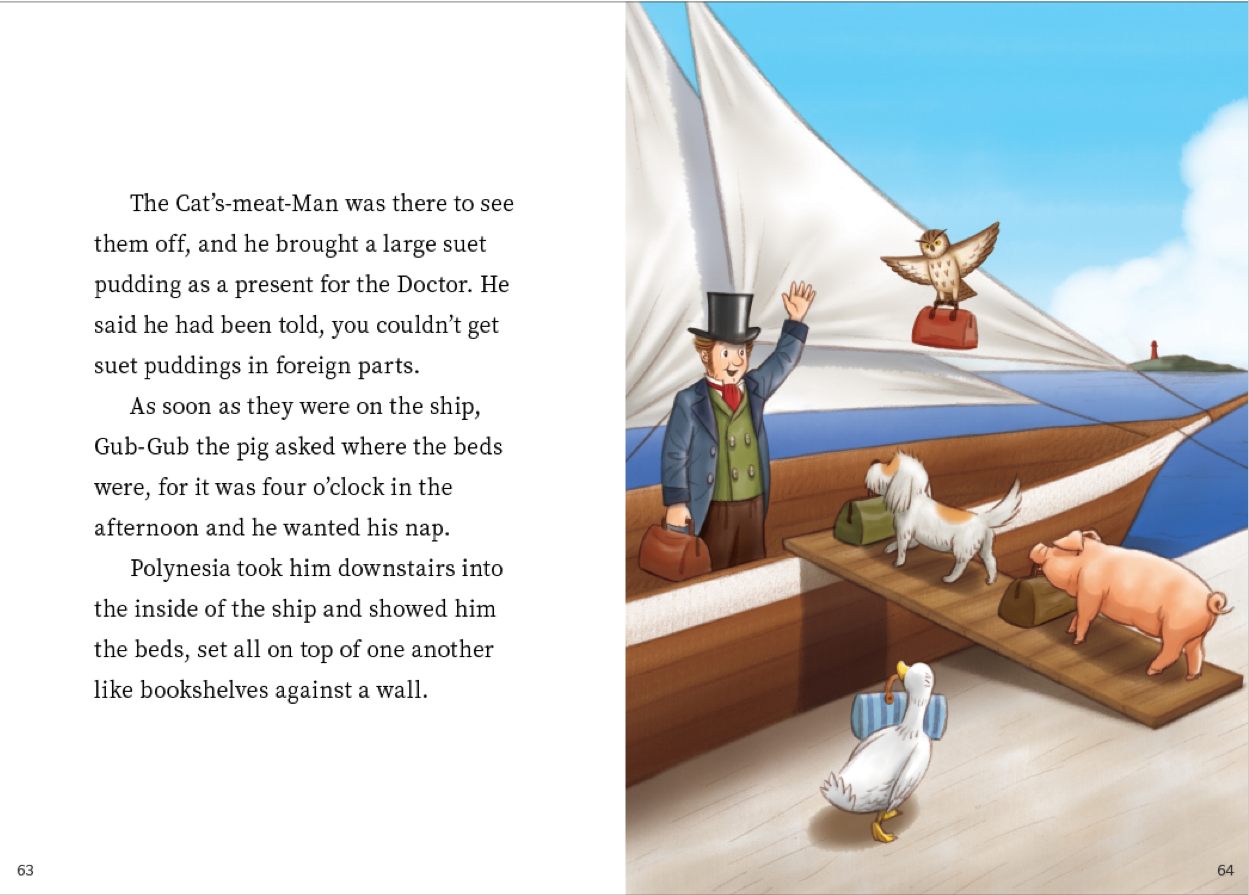 The Cat’s-meat-Man was there to see
them off, and he brought a large suet
pudding as a present for the Doctor. He
said he had been told, you couldn’t get
suet puddings in foreign parts.
As soon as they were on the ship,
Gub-Gub the pig asked where the beds
were, for it was four o’clock in the
afternoon and he wanted his nap.
Polynesia took him downstairs into
the inside of the ship and showed him
the beds, set all on top of one another
like bookshelves against a wall.
63
64